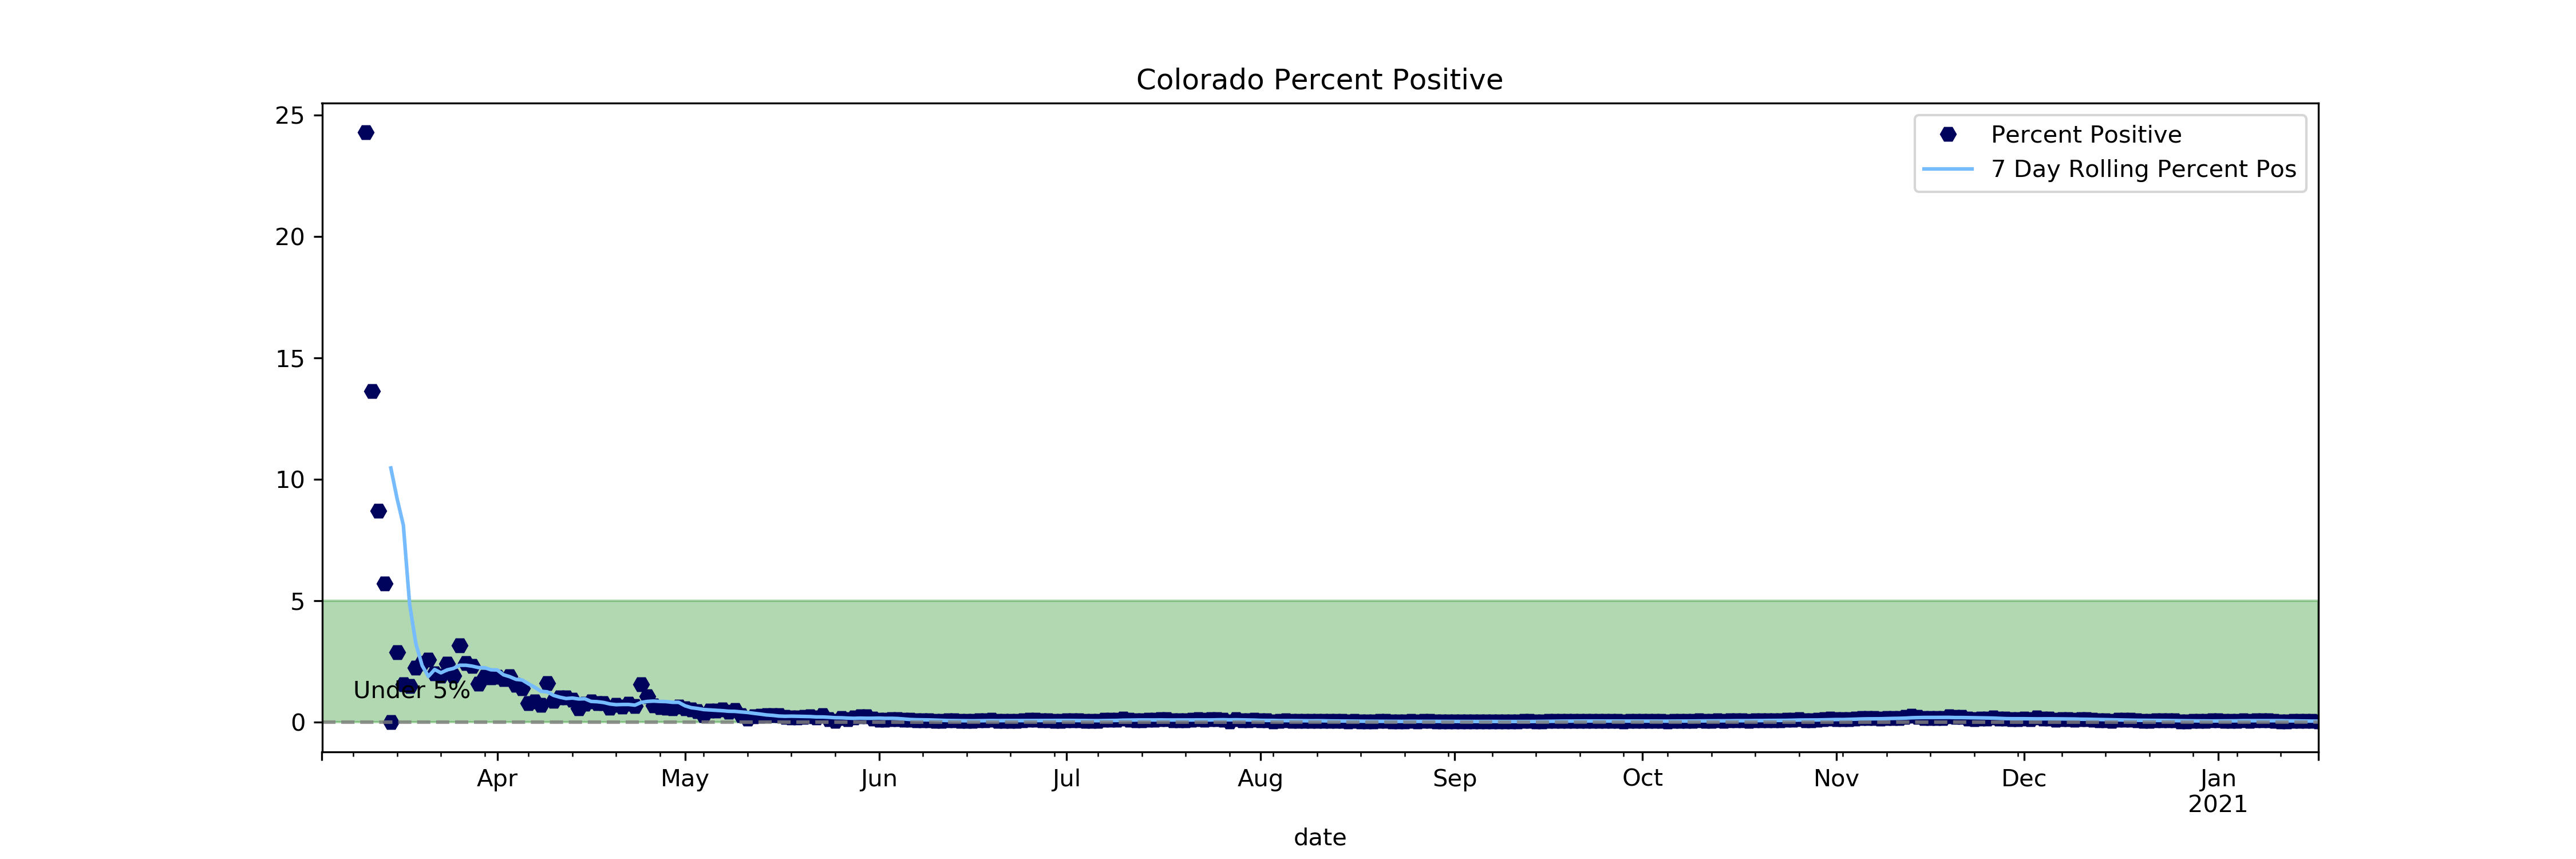 Colorado Percent Positive
25
20
15
10
5
0
Percent Positive
7 Day Rolling Percent Pos
Under 5%
Apr May Jun Jul Aug Sep Oct Nov Dec Jan
2021
date